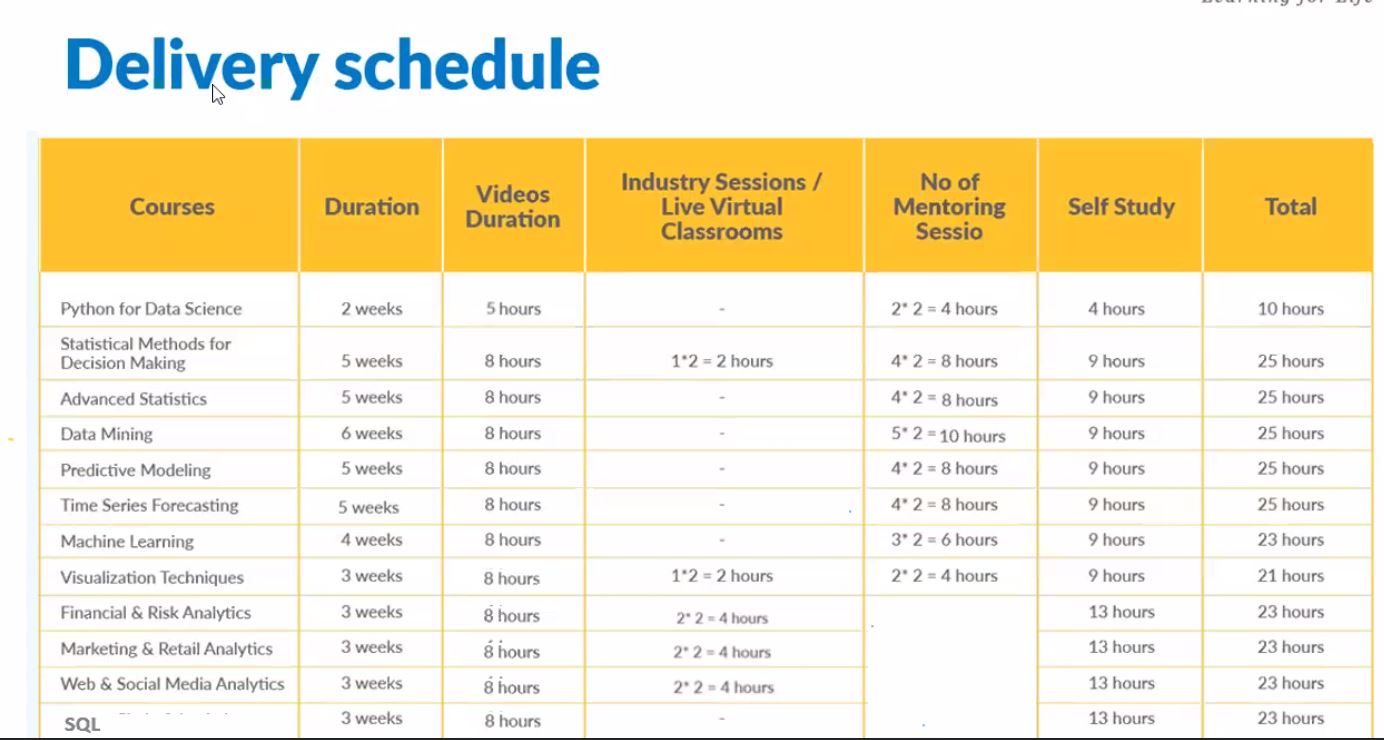 Learning for Life
Delivery schedule
Courses Duration Videos Duration Industry Sessions / Live Virtual Classrooms No of Mentoring Sessio Self Study Total
Python for Data Science 2 weeks 5 hours - 2* 2 = 4 hours 4 hours 10 hours
Statistical Methods for
Decision Making 5 weeks 8 hours 1*2 = 2 hours 4* 2 = 8 hours 9 hours 25 hours
Advanced Statistics 5 weeks 8 hours - 4* 2 = 8 hours 9 hours 25 hours
Data Mining 6 weeks 8 hours - 5* 2 = 10 hours 9 hours 25 hours
Predictive Modeling 5 weeks 8 hours - 4* 2 = 8 hours 9 hours 25 hours
Time Series Forecasting 5 weeks 8 hours - 4* 2 = 8 hours 9 hours 25 hours
Machine Learning 4 weeks 8 hours - 3* 2 = 6 hours 9 hours 23 hours
Visualization Techniques 3 weeks 8 hours 1*2 = 2 hours 2* 2 = 4 hours 9 hours 21 hours
Financial & Risk Analytics 3 weeks 8 hours 2* 2 = 4 hours 13 hours 23 hours
Marketing & Retail Analytics 3 weeks 8 hours 2* 2 = 4 hours 13 hours 23 hours
Web & Social Media Analytics 3 weeks 8 hours 2* 2 = 4 hours 13 hours 23 hours
SQL 3 weeks 8 hours - 13 hours 23 hours